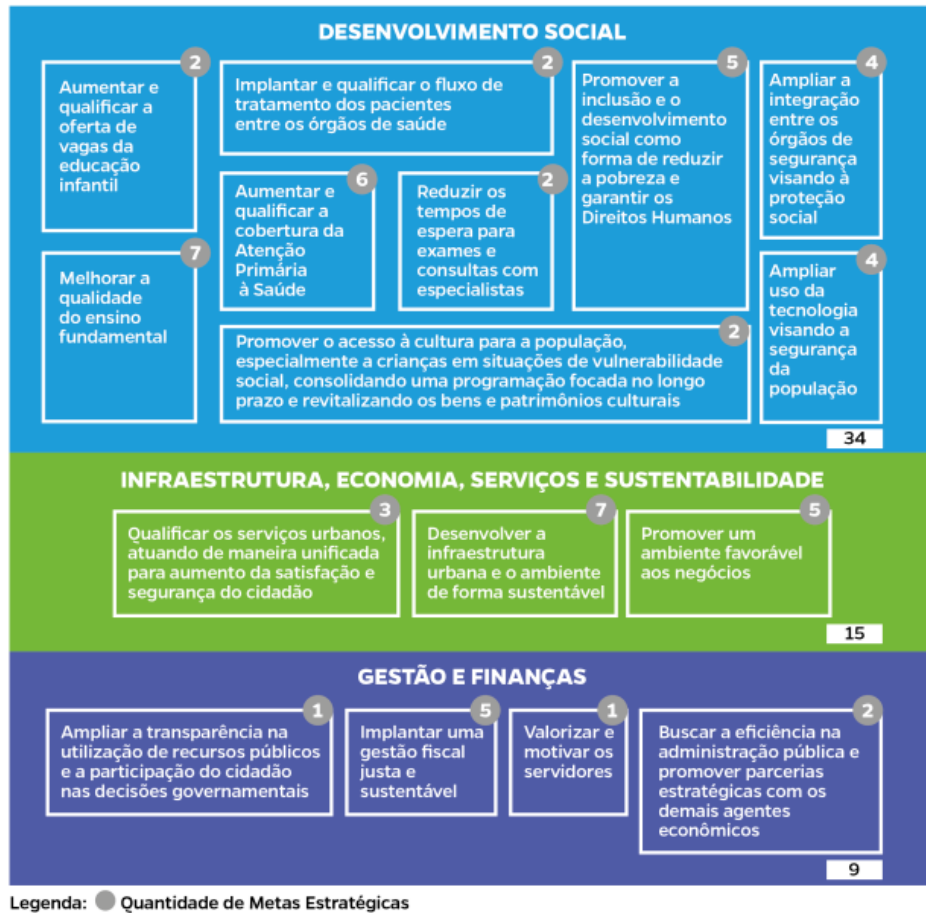 DESENVOLVIMENTO SOCIAL
2
Aumentar e
qualificar a
oferta de
vagas da
educação
infantil
2
Implantar e qualificar o fluxo de
tratamento dos pacientes
entre os órgãos de saúde
5
Promover a
inclusão e o
desenvolvimento
social como
forma de reduzir
a pobreza e
garantir os
Direitos Humanos
4
Ampliar a
integração
entre os
órgãos de
segurança
visando à
proteção
social
6
Aumentar e
qualificar a
cobertura da
Atenção
Primária
à Saúde
2
Reduzir os
tempos de
espera para
exames e
consultas com
especialistas
7
Melhorar a
qualidade
do ensino
fundamental
4
Ampliar
uso da
tecnologia
visando a
segurança
da
população
2
Promover o acesso à cultura para a população,
especialmente a crianças em situações de vulnerabilidade
social, consolidando uma programação focada no longo
prazo e revitalizando os bens e patrimônios culturais
34
INFRAESTRUTURA, ECONOMIA, SERVIÇOS E SUSTENTABILIDADE
3
Qualificar os serviços urbanos,
atuando de maneira unificada
para aumento da satisfação e
segurança do cidadão
7
Desenvolver a
infraestrutura
urbana e o ambiente
de forma sustentável
5
Promover um
ambiente favorável
aos negócios
15
GESTÃO E FINANÇAS
1
Ampliar a transparência na
utilização de recursos públicos
e a participação do cidadão
nas decisões governamentais
5
Implantar uma
gestão fiscal
justa e
sustentável
1
Valorizar e
motivar os
servidores
2
Buscar a eficiência na
administração pública e
promover parcerias
estratégicas com os
demais agentes
econômicos
9
Legenda: Quantidade de Metas Estratégicas